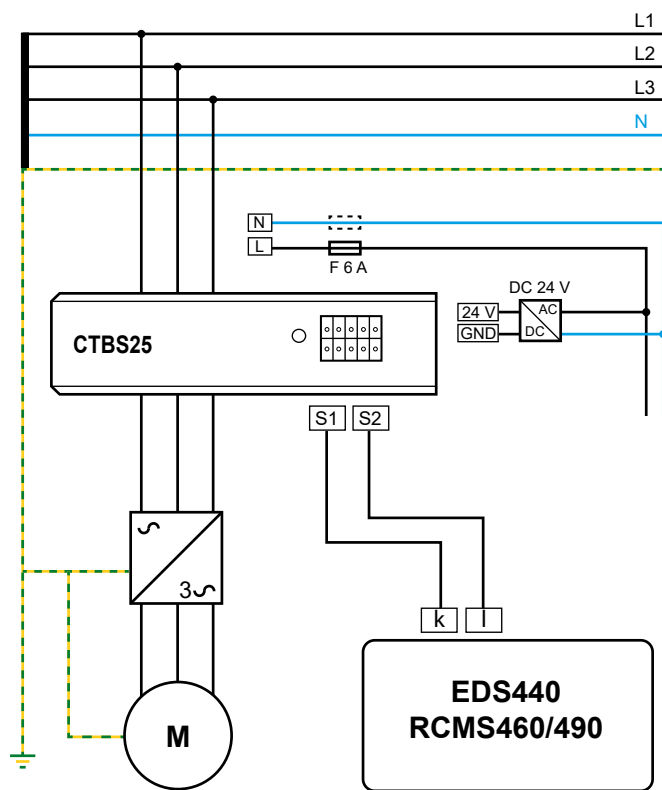 L1
L2
L3
N
N
L
F 6 A
DC 24 V
24 V
AC
GND
DC
CTBS25
S1 S2
3
k l
EDS440
RCMS460/490
M